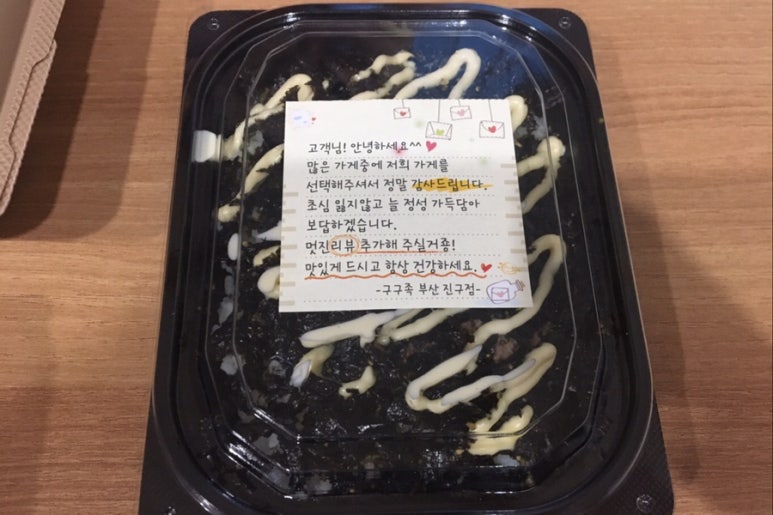 고객님! 안녕하세요^^
많은 가게중에 저희 가게를
선택해주셔서 정말 감사드립니다.
초심 잃지않고 늘 정성 가득담아
보답하겠습니다.
멋진리뷰 추가해 주실거죵!
맛있게 드시고 항상 건강하세요.
-구구족 부산 진구점-